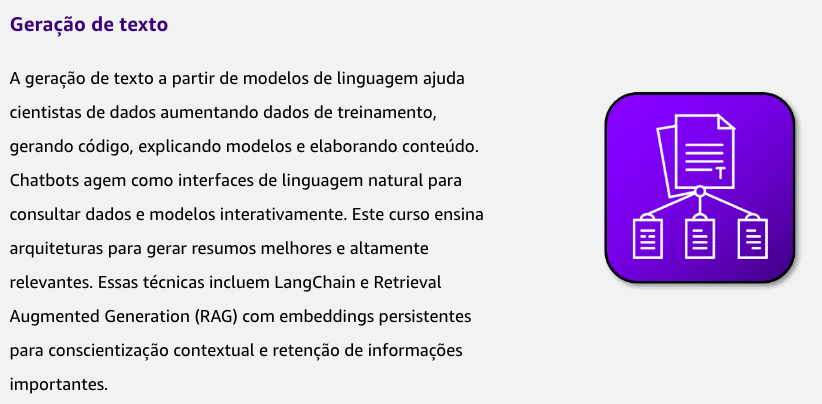 Geração de texto
A geração de texto a partir de modelos de linguagem ajuda
cientistas de dados aumentando dados de treinamento,
gerando código, explicando modelos e elaborando conteúdo.
Chatbots agem como interfaces de linguagem natural para
consultar dados e modelos interativamente. Este curso ensina
arquiteturas para gerar resumos melhores e altamente
relevantes. Essas técnicas incluem LangChain e Retrieval
Augmented Generation (RAG) com embeddings persistentes
para conscientização contextual e retenção de informações
importantes.
T